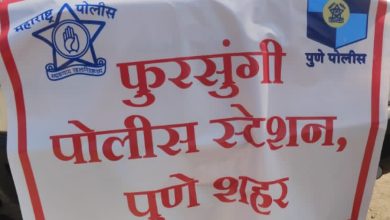 महाराष्ट्र पोलीस
पुणे पोलीस
फुरसुंगी
पोलीस स्टेशन,
पुणे शहर